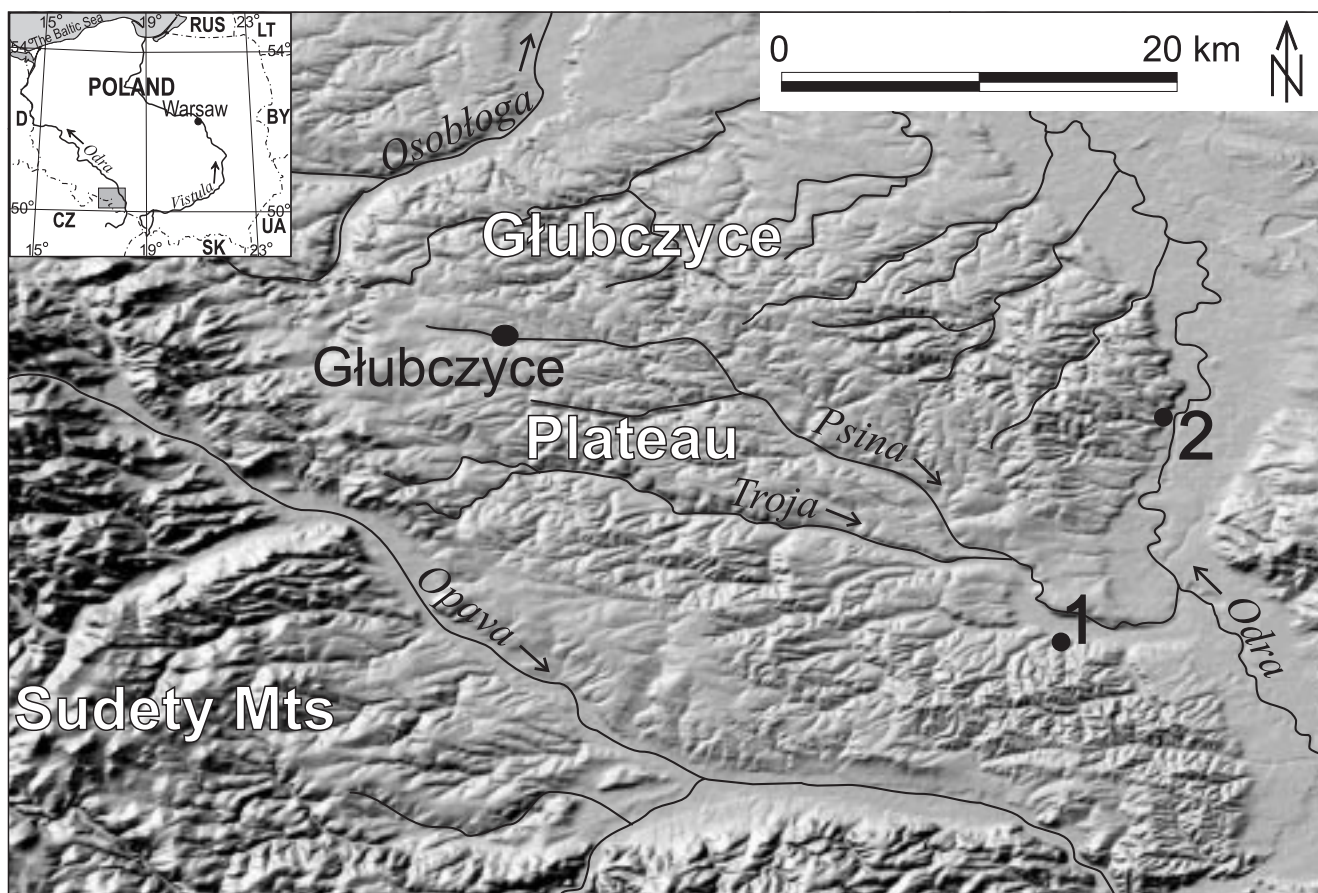 15° 19° RUS 23° LT
The Baltic Sea
54° 54°
POLAND
Warsaw
D BY
Odra
Vistula
50° 50°
CZ UA
15° 19° SK 23°
0 20 km
N
Osobłoga
Głubczyce
Głubczyce
Plateau
2
Psina
Troja
Opava
1
Odra
Sudety Mts